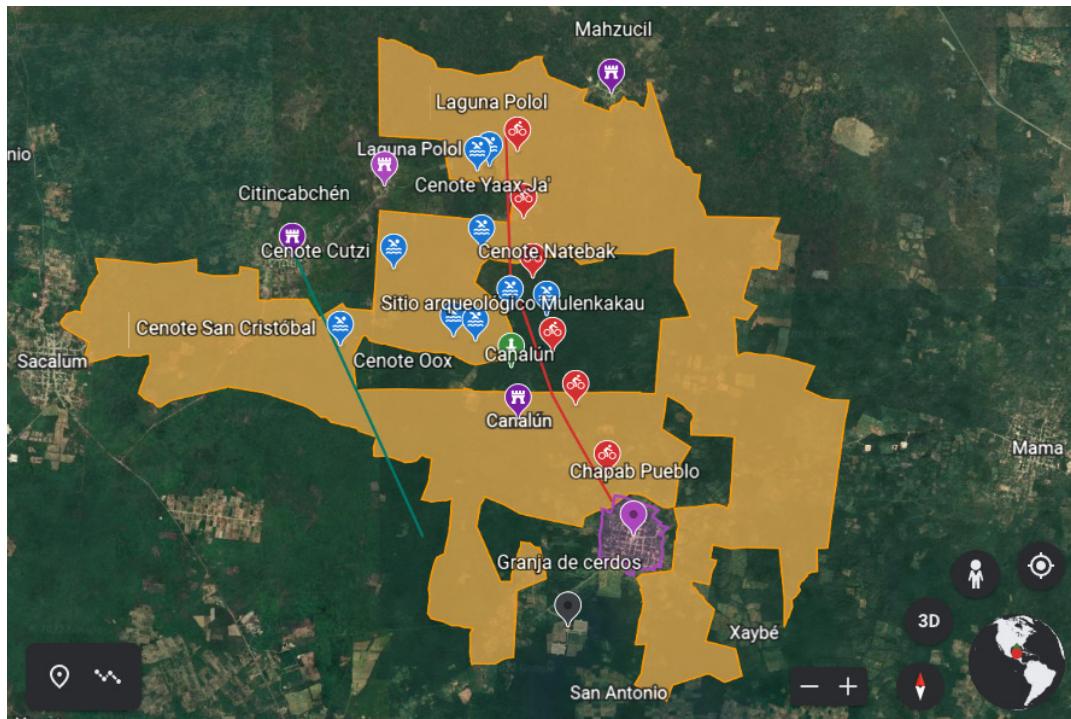 Mahzucil
Laguna Polol
Laguna Polol
nio
Cenote Yaax Ja'
Citincabchén
Cenote Cutzi
Cenote Natebak
Sitio arqueológico Mulenkakau
Cenote San Cristóbal
Sacalum
Cenote Oox
Canalún
Canalún
Mama
Chapab Pueblo
Granja de cerdos
3D
Xaybé
San Antonio